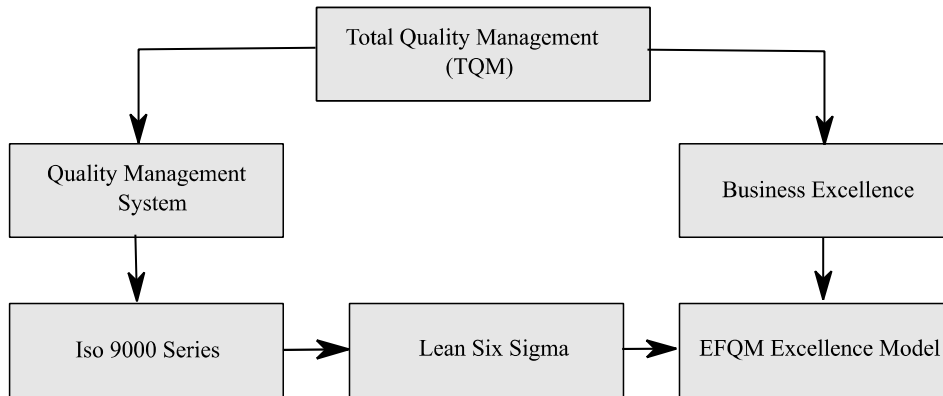 Total Quality Management
(TQM)
Quality Management
System
Business Excellence
Iso 9000 Series
Lean Six Sigma
EFQM Excellence Model